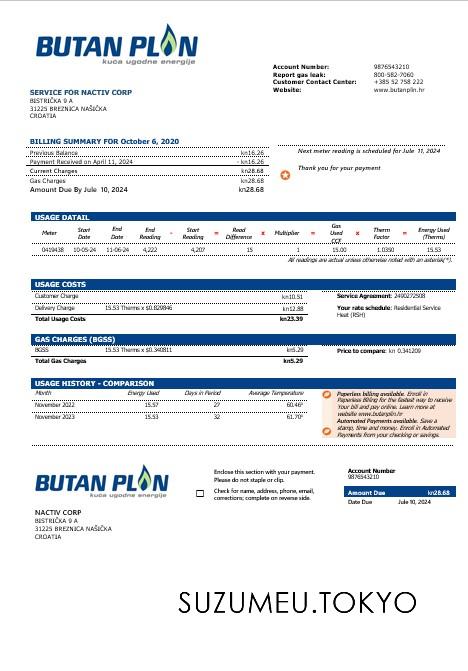 BUTAN PLIN
kuća ugodne energije
Account Number: 9876543210
Report gas leak: 800-582-7060
Customer Contact Center: +385 52 758 222
Website: www.butanplin.hr
SERVICE FOR NACTIV CORP
BISTRIČKA 9 A
31225 BREZNICA NAŠIČKA
CROATIA
BILLING SUMMARY FOR October 6, 2020
Previous Balance kn16.26
Payment Received on April 11, 2024 - kn16.26
Current Charges kn28.68
Gas Charges kn28.68
Amount Due By Jule 10, 2024 kn28.68
Next meter reading is scheduled for Jule 11, 2024
Thank you for your payment
USAGE DATAIL
Meter Start Date End Date End Reading - Start Reading = Read Difference x Multiplier = Gas Used CCF x Therm Factor = Energy Used (Therms)
0419438 10-05-24 11-06-24 4,222 4,207 15 1 15.00 1.0350 15.53
All readings are actual unless otherwise noted with an asterisk(*).
USAGE COSTS
Customer Charge kn10.51
Delivery Charge 15.53 Therms x $0.829846 kn12.88
Total Usage Costs kn23.39
Service Agreement: 2490272508
Your rate schedule: Residential Service
Heat (RSH)
GAS CHARGES (BGSS)
BGSS 15.53 Therms x $0.340811 kn5.29
Total Gas Charges kn5.29
Price to compare: kn 0.341209
USAGE HISTORY - COMPARISON
Month Energy Used Days in Period Average Temperature
November 2022 15.57 27 60.46º
November 2023 15.53 32 61.70º
Paperless billing available. Enroll in
Paperless Billing for the fastest way to receive
Your bill and pay online. Learn more at
website www.butanplin.hr
Automated Payments available. Save a
stamp, time and money. Enroll in Automated
Payments from your checking or savings.
BUTAN PLIN
kuća ugodne energije
Enclose this section with your payment.
Please do not staple or clip.
Check for name, address, phone, email,
corrections; complete on reverse side.
Account Number
9876543210
Amount Due kn28.68
Date Due Jule 10, 2024
NACTIV CORP
BISTRIČKA 9 A
31225 BREZNICA NAŠIČKA
CROATIA
SUZUMEU.TOKYO